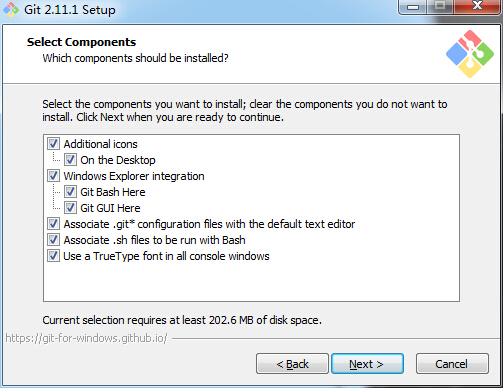 Git 2.11.1 Setup
Select Components
Which components should be installed?
Select the components you want to install; clear the components you do not want to
install. Click Next when you are ready to continue.
Additional icons
On the Desktop
Windows Explorer integration
Git Bash Here
Git GUI Here
Associate .git* configuration files with the default text editor
Associate .sh files to be run with Bash
Use a TrueType font in all console windows
Current selection requires at least 202.6 MB of disk space.
https://git-for-windows.github.io/
< Back
Next >
Cancel